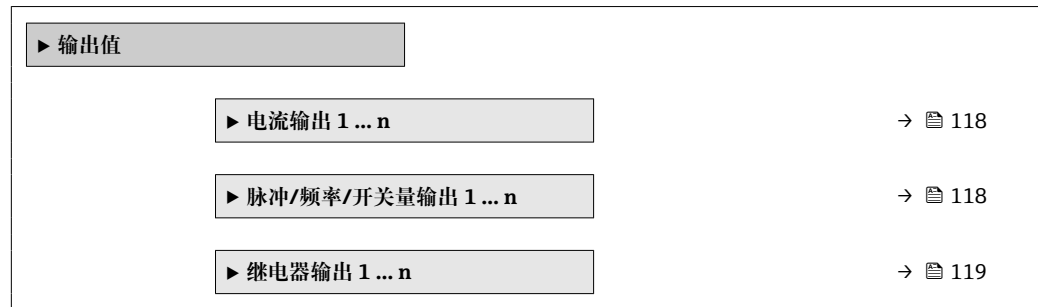 ▶ 输出值
▶ 电流输出 1 ... n → 🖹 118
▶ 脉冲/频率/开关量输出 1 ... n → 🖹 118
▶ 继电器输出 1 ... n → 🖹 119